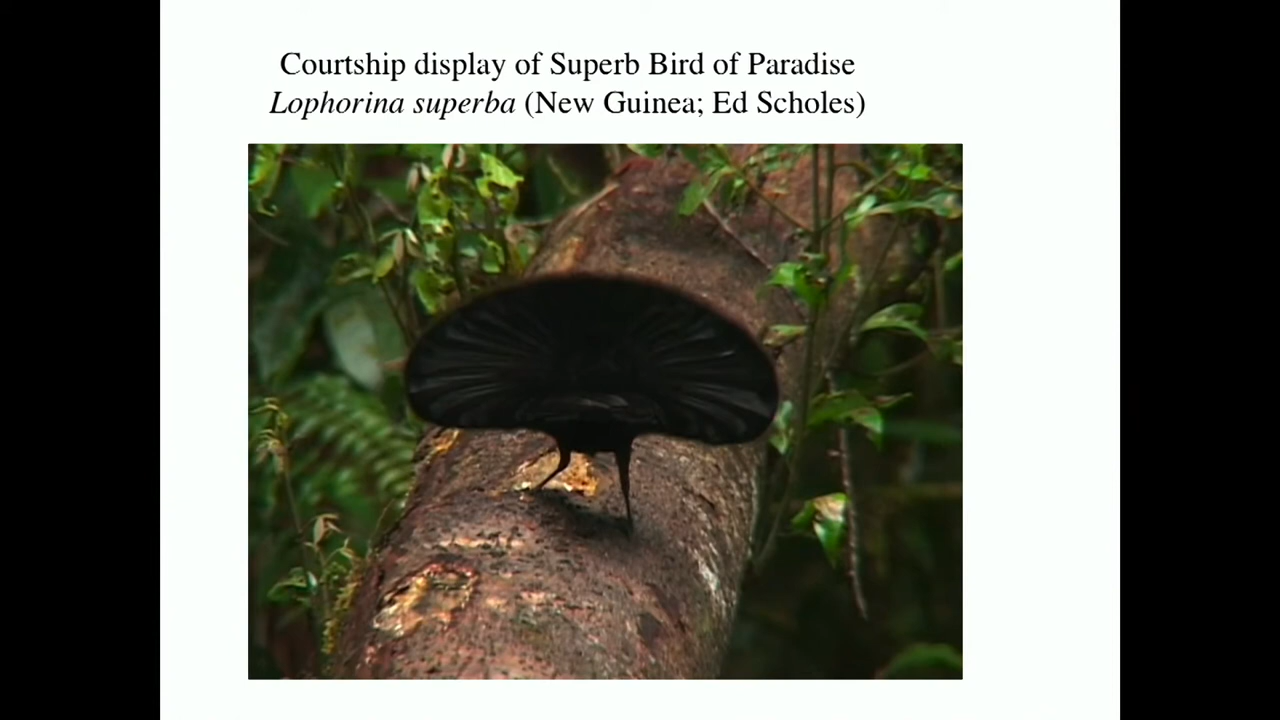 Courtship display of Superb Bird of Paradise
Lophorina superba (New Guinea; Ed Scholes)